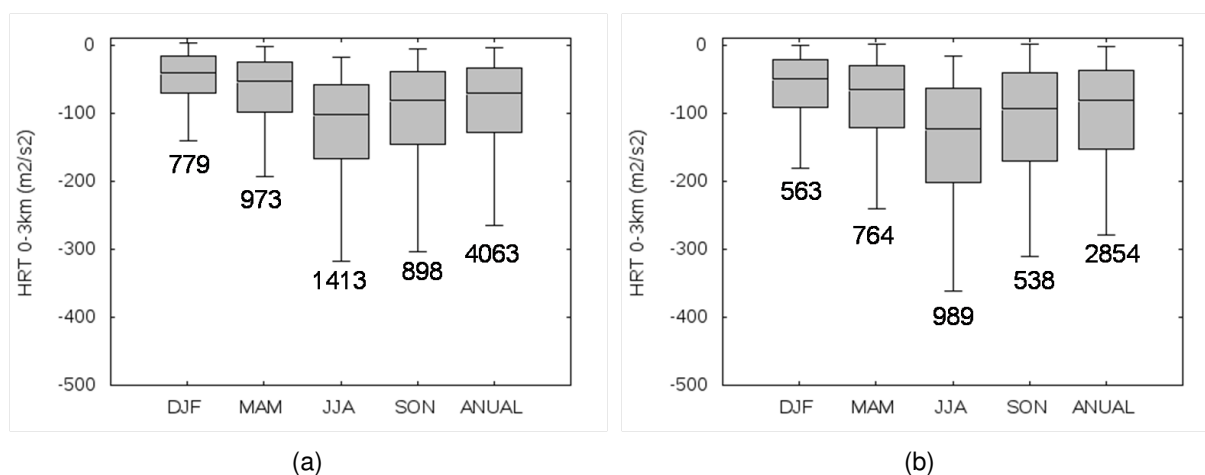 HRT 0-3km (m2/s2)
0
-100
-200
-300
-400
-500
779
973
1413
898
4063
DJF
MAM
JJA
SON
ANUAL
(a)
HRT 0-3km (m2/s2)
0
-100
-200
-300
-400
-500
563
764
989
538
2854
DJF
MAM
JJA
SON
ANUAL
(b)